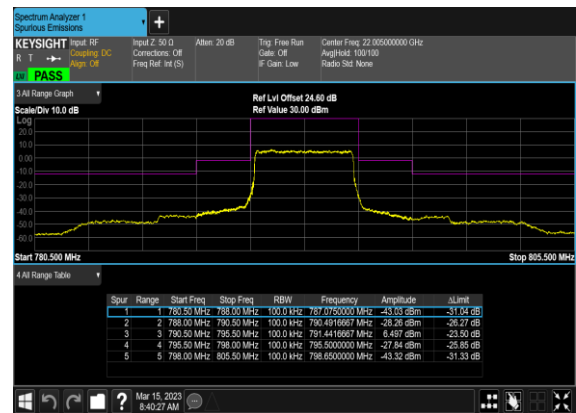 Spectrum Analyzer 1
Spurious Emissions
KEYSIGHT Input: RF Input Z: 50 Ω Atten: 20 dB Trig: Free Run Center Freq: 22.005000000 GHz
R T Coupling: DC Corrections: Off Gate: Off Avg|Hold: 100/100
Align: Off Freq Ref: Int (S) IF Gain: Low Radio Std: None
LV PASS
3 All Range Graph
Ref Lvl Offset 24.60 dB
Scale/Div 10.0 dB Ref Value 30.00 dBm
Log
20.0
10.0
0.00
-10.0
-20.0
-30.0
-40.0
-50.0
-60.0
Start 780.500 MHz Stop 805.500 MHz
4 All Range Table
Spur Range Start Freq Stop Freq RBW Frequency Amplitude ΔLimit
1 1 780.50 MHz 788.00 MHz 100.0 kHz 787.0750000 MHz -43.03 dBm -31.04 dB
2 2 788.00 MHz 790.50 MHz 100.0 kHz 790.4916667 MHz -28.26 dBm -26.27 dB
3 3 790.50 MHz 795.50 MHz 100.0 kHz 791.4416667 MHz 6.497 dBm -23.50 dB
4 4 795.50 MHz 798.00 MHz 100.0 kHz 795.5000000 MHz -27.84 dBm -25.85 dB
5 5 798.00 MHz 805.50 MHz 100.0 kHz 798.6500000 MHz -43.32 dBm -31.33 dB
Mar 15, 2023
8:40:27 AM